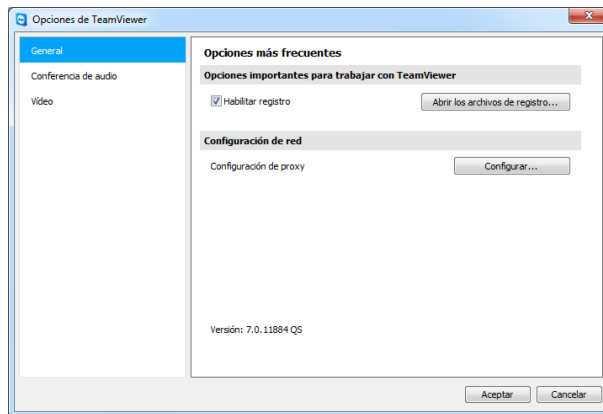 Opciones de TeamViewer
General
Conferencia de audio
Vídeo
Opciones más frecuentes
Opciones importantes para trabajar con TeamViewer
Habilitar registro
Abrir los archivos de registro...
Configuración de red
Configuración de proxy
Configurar...
Versión: 7.0.11884 QS
Aceptar
Cancelar